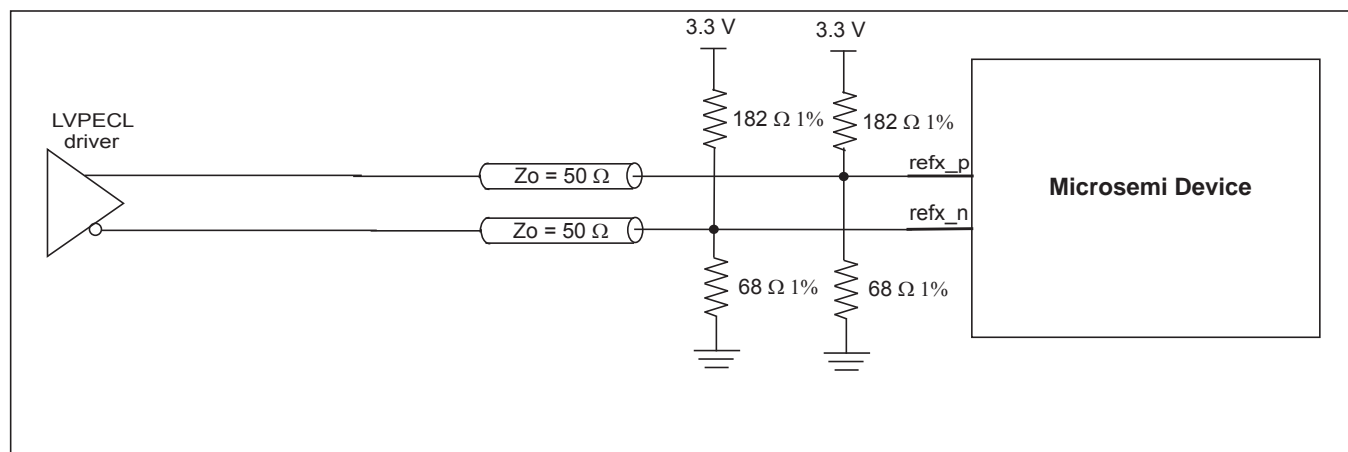 3.3 V
3.3 V
LVPECL
driver
182 Ω 1%
182 Ω 1%
refx_p
Zo = 50 Ω
Microsemi Device
refx_n
Zo = 50 Ω
68 Ω 1%
68 Ω 1%